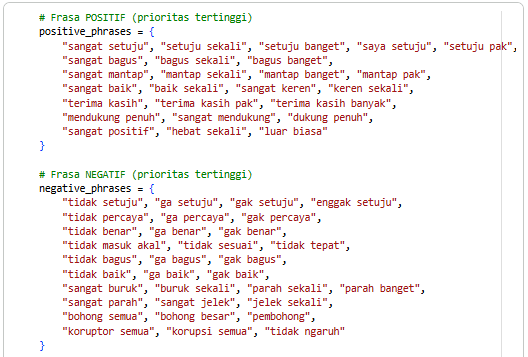 # Frasa POSITIF (prioritas tertinggi)
positive_phrases = {
"sangat setuju", "setuju sekali", "setuju banget", "saya setuju", "setuju pak",
"sangat bagus", "bagus sekali", "bagus banget",
"sangat mantap", "mantap sekali", "mantap banget", "mantap pak",
"sangat baik", "baik sekali", "sangat keren", "keren sekali",
"terima kasih", "terima kasih pak", "terima kasih banyak",
"mendukung penuh", "sangat mendukung", "dukung penuh",
"sangat positif", "hebat sekali", "luar biasa"
}
# Frasa NEGATIF (prioritas tertinggi)
negative_phrases = {
"tidak setuju", "ga setuju", "gak setuju", "enggak setuju",
"tidak percaya", "ga percaya", "gak percaya",
"tidak benar", "ga benar", "gak benar",
"tidak masuk akal", "tidak sesuai", "tidak tepat",
"tidak bagus", "ga bagus", "gak bagus",
"tidak baik", "ga baik", "gak baik",
"sangat buruk", "buruk sekali", "parah sekali", "parah banget",
"sangat parah", "sangat jelek", "jelek sekali",
"bohong semua", "bohong besar", "pembohong",
"koruptor semua", "korupsi semua", "tidak ngaruh"
}